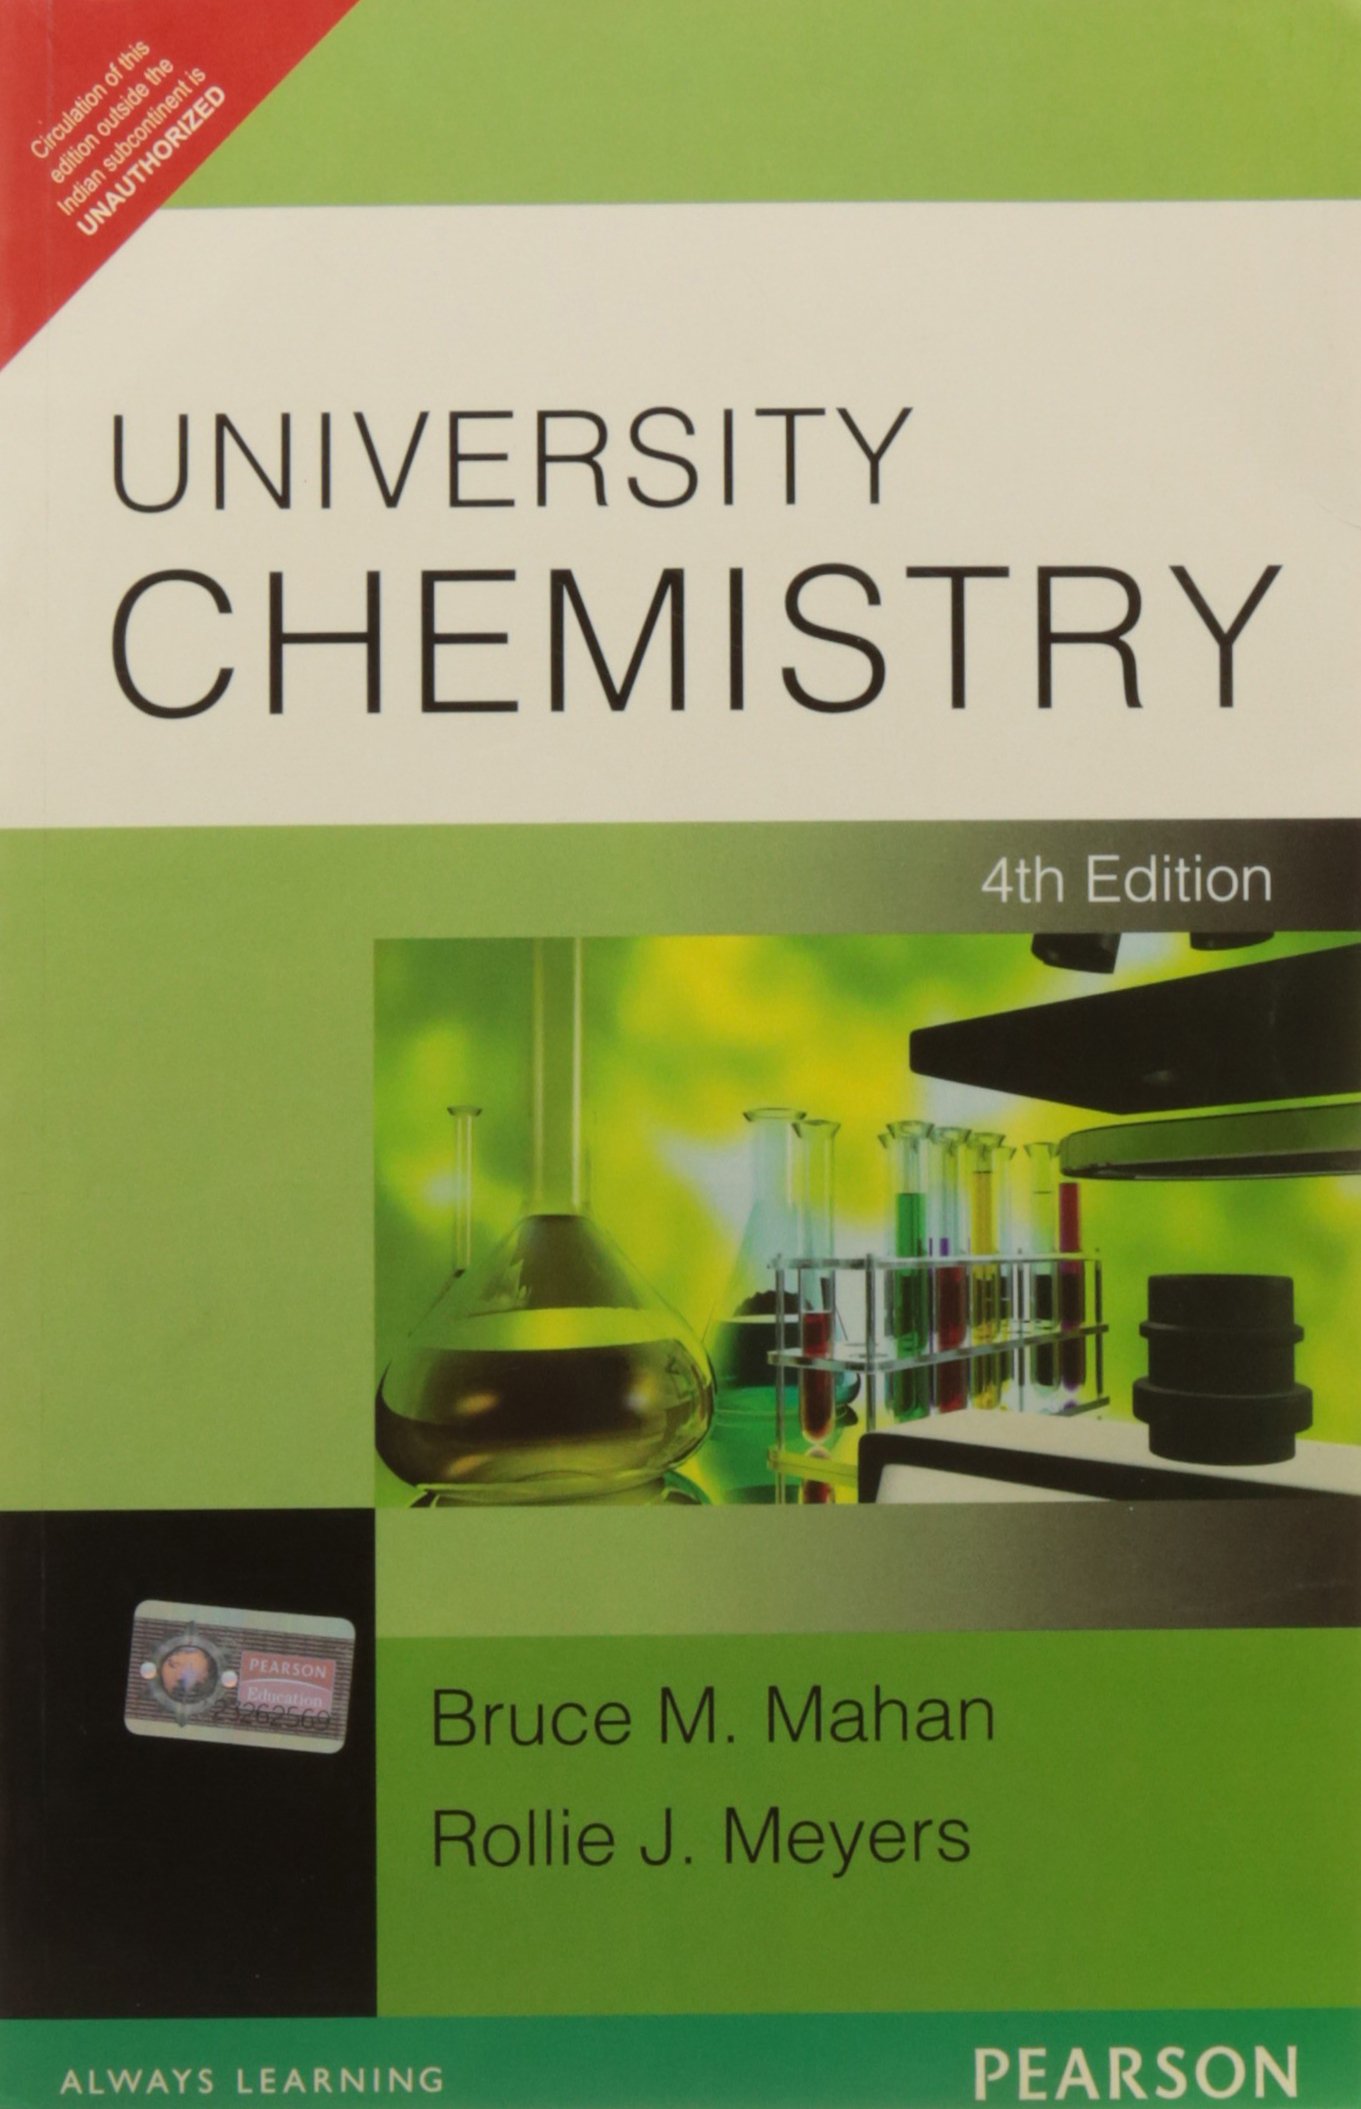 Circulation of this
edition outside the
Indian subcontinent is
UNAUTHORIZED
UNIVERSITY
CHEMISTRY
4th Edition
PEARSON
Education
23262569
Bruce M. Mahan
Rollie J. Meyers
ALWAYS LEARNING
PEARSON